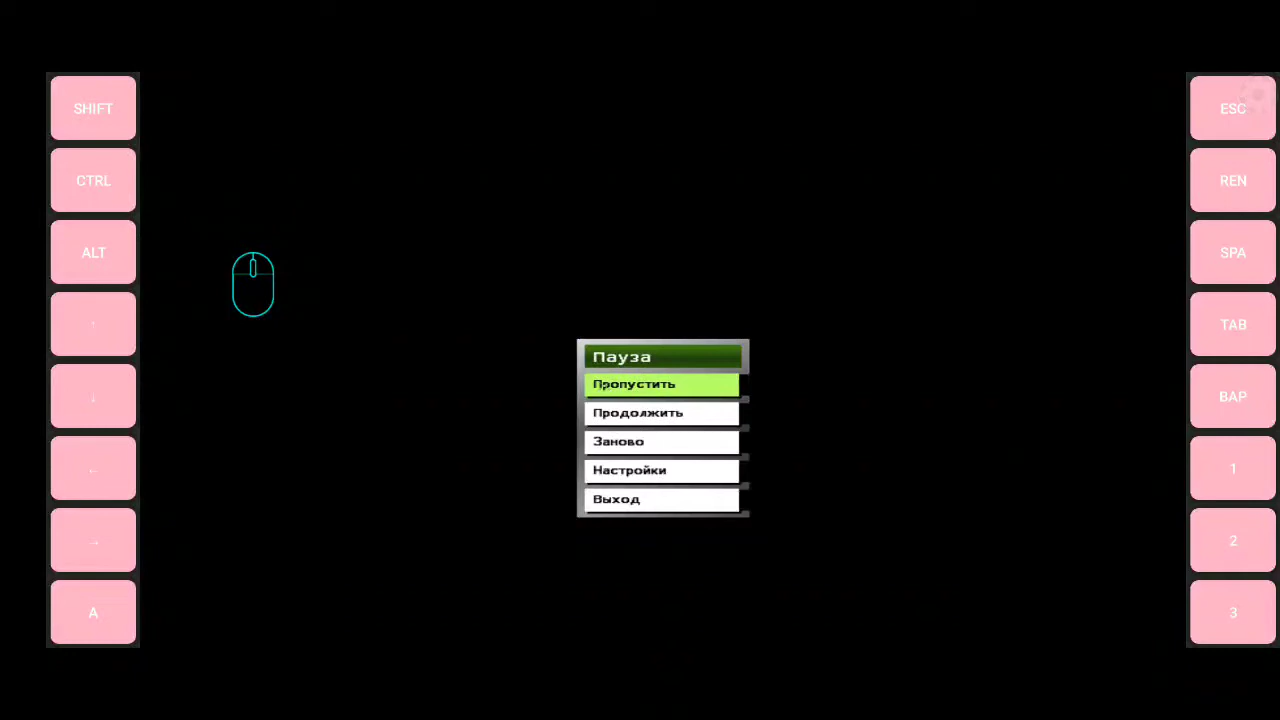 SHIFT
CTRL
ALT
↑
↓
←
→
A
Пауза
Пропустить
Продолжить
Заново
Настройки
Выход
ESC
REN
SPA
TAB
BAP
1
2
3